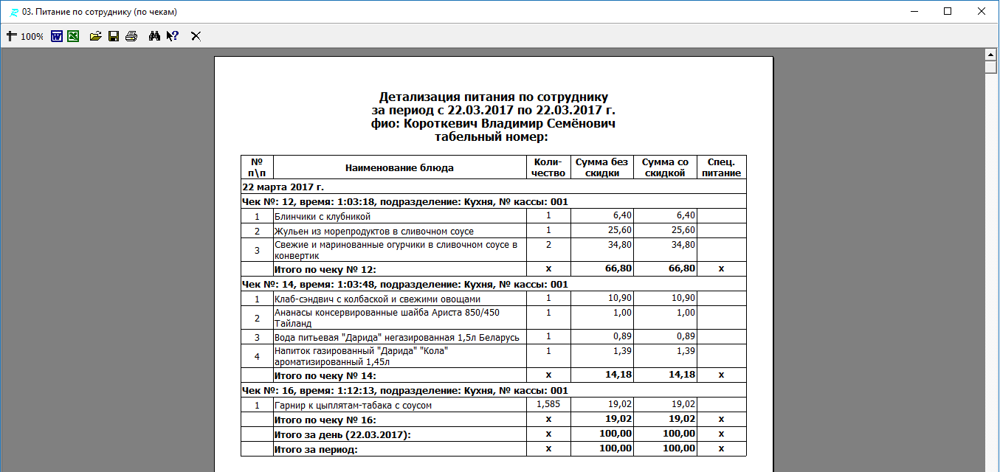 03. Питание по сотруднику (по чекам)
100%
Детализация питания по сотруднику
за период с 22.03.2017 по 22.03.2017 г.
фио: Короткевич Владимир Семёнович
табельный номер:
№ п\п Наименование блюда Коли-чество Сумма без скидки Сумма со скидкой Спец. питание
22 марта 2017 г.
Чек №: 12, время: 1:03:18, подразделение: Кухня, № кассы: 001
1 Блинчики с клубникой 1 6,40 6,40
2 Жульен из морепродуктов в сливочном соусе 1 25,60 25,60
3 Свежие и маринованные огурчики в сливочном соусе в 2 34,80 34,80
конвертик
Итого по чеку № 12: x 66,80 66,80 x
Чек №: 14, время: 1:03:48, подразделение: Кухня, № кассы: 001
1 Клаб-сэндвич с колбаской и свежими овощами 1 10,90 10,90
2 Ананасы консервированные шайба Ариста 850/450 1 1,00 1,00
Тайланд
3 Вода питьевая "Дарида" негазированная 1,5л Беларусь 1 0,89 0,89
4 Напиток газированный "Дарида" "Кола" 1 1,39 1,39
ароматизированный 1,45л
Итого по чеку № 14: x 14,18 14,18 x
Чек №: 16, время: 1:12:13, подразделение: Кухня, № кассы: 001
1 Гарнир к цыплятам-табака с соусом 1,585 19,02 19,02
Итого по чеку № 16: x 19,02 19,02 x
Итого за день (22.03.2017): x 100,00 100,00 x
Итого за период: x 100,00 100,00 x